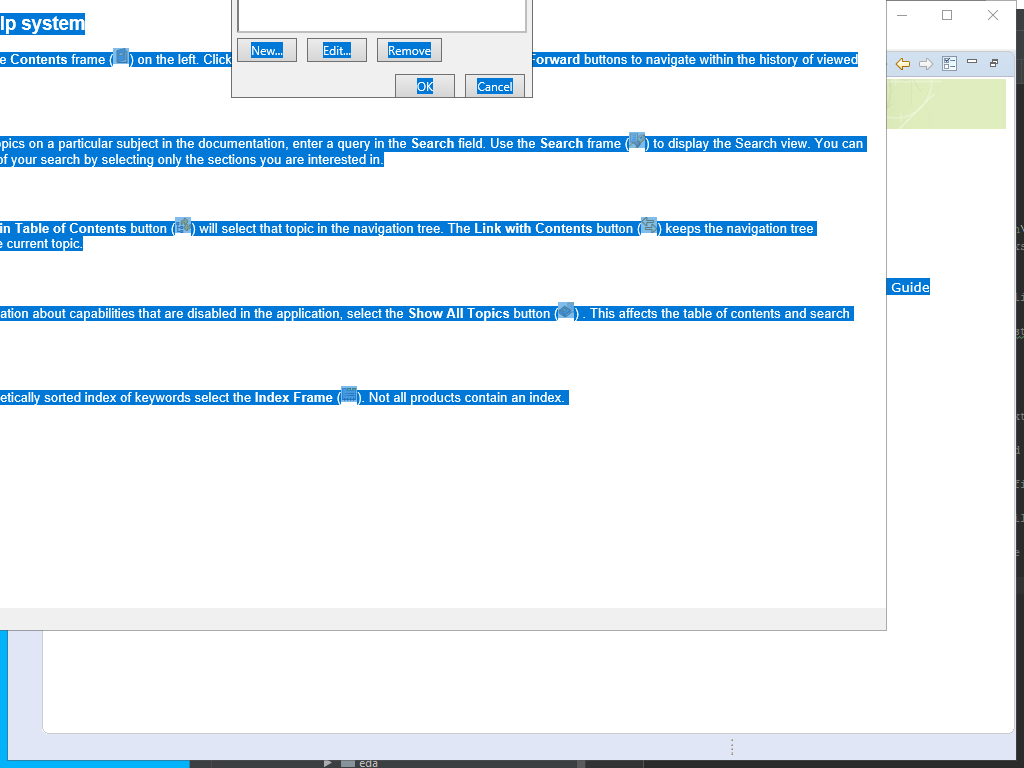 lp system
e Contents frame ( ) on the left. Click
Forward buttons to navigate within the history of viewed
New...
Edit...
Remove
OK
Cancel
pics on a particular subject in the documentation, enter a query in the Search field. Use the Search frame ( ) to display the Search view. You can
of your search by selecting only the sections you are interested in.
in Table of Contents button ( ) will select that topic in the navigation tree. The Link with Contents button ( ) keeps the navigation tree
e current topic.
Guide
ation about capabilities that are disabled in the application, select the Show All Topics button ( ) . This affects the table of contents and search
etically sorted index of keywords select the Index Frame ( ). Not all products contain an index.
eda